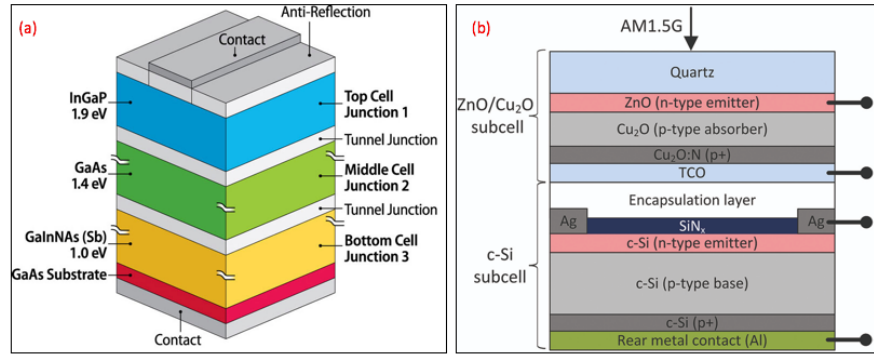 (a)
Anti-Reflection
Contact
InGaP
1.9 eV
Top Cell
Junction 1
Tunnel Junction
GaAs
1.4 eV
Middle Cell
Junction 2
Tunnel Junction
GaInNAs (Sb)
1.0 eV
Bottom Cell
Junction 3
GaAs Substrate
Contact
(b)
AM1.5G
ZnO/Cu₂O
subcell
Quartz
ZnO (n-type emitter)
Cu₂O (p-type absorber)
Cu₂O:N (p+)
TCO
Encapsulation layer
Ag
SiNₓ
Ag
c-Si
subcell
c-Si (n-type emitter)
c-Si (p-type base)
c-Si (p+)
Rear metal contact (Al)